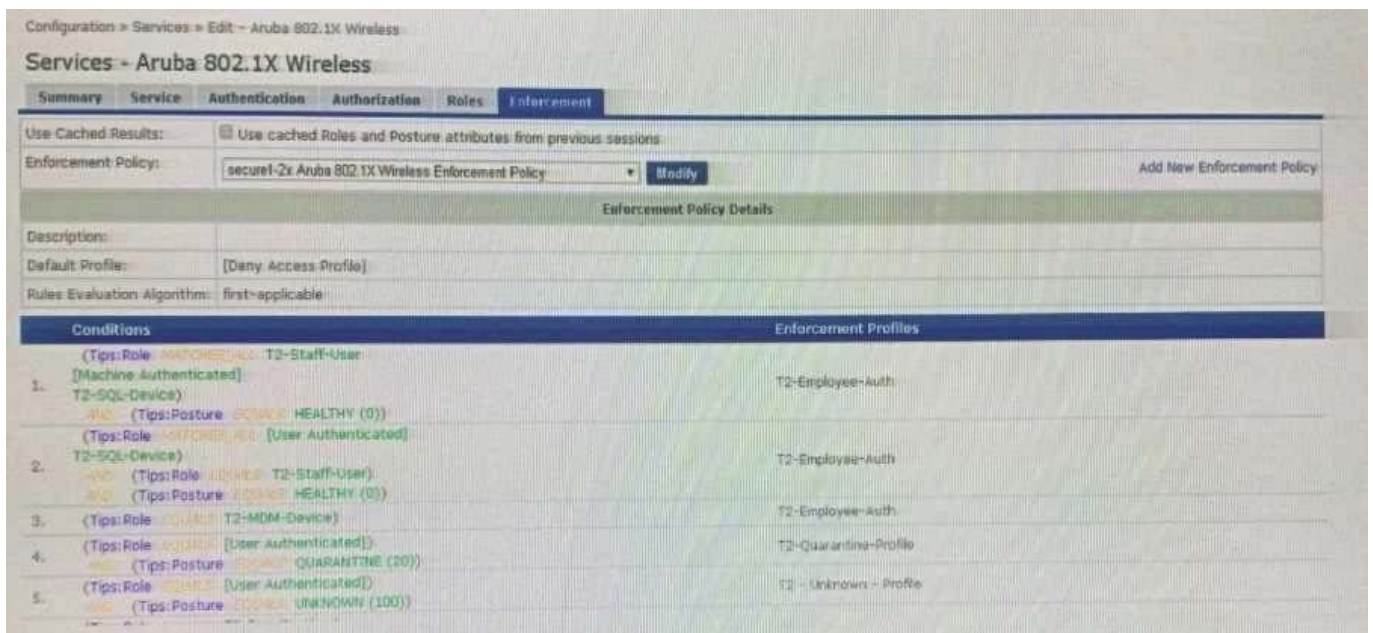 Configuration » Services » Edit - Aruba 802.1X Wireless
Services - Aruba 802.1X Wireless
Summary Service Authentication Authorization Roles Enforcement
Use Cached Results: Use cached Roles and Posture attributes from previous sessions
Enforcement Policy: secure1-2x Aruba 802.1X Wireless Enforcement Policy Modify Add New Enforcement Policy
Enforcement Policy Details
Description:
Default Profile: [Deny Access Profile]
Rules Evaluation Algorithm: first-applicable
Conditions Enforcement Profiles
(Tips:Role MATCHES_ALL T2-Staff-User
1. [Machine Authenticated] T2-Employee-Auth
T2-SQL-Device)
AND (Tips:Posture EQUALS HEALTHY (0))
(Tips:Role MATCHES_ALL [User Authenticated]
2. T2-SQL-Device) T2-Employee-Auth
AND (Tips:Role EQUALS T2-Staff-User)
AND (Tips:Posture EQUALS HEALTHY (0))
3. (Tips:Role EQUALS T2-MDM-Device) T2-Employee-Auth
4. (Tips:Role EQUALS [User Authenticated]) T2-Quarantine-Profile
(Tips:Posture EQUALS QUARANTINE (20))
5. (Tips:Role EQUALS [User Authenticated]) T2 - Unknown - Profile
AND (Tips:Posture EQUALS UNKNOWN (100))